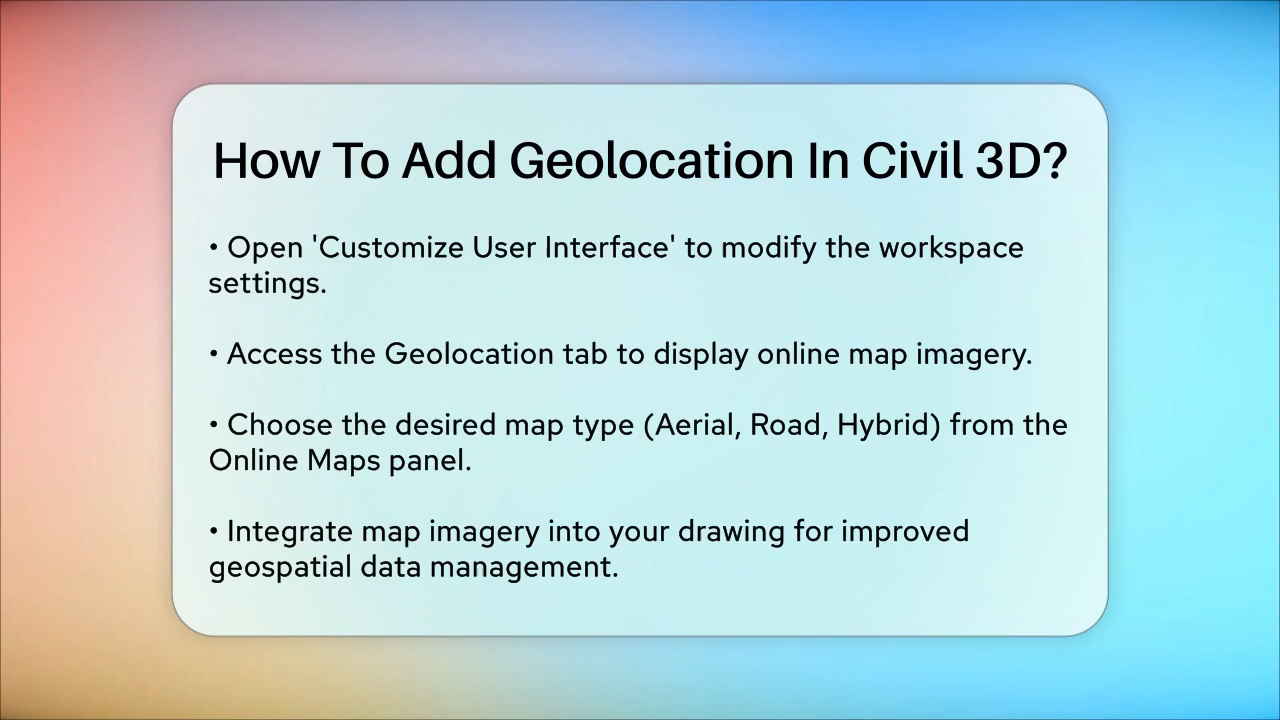 How To Add Geolocation In Civil 3D?
• Open 'Customize User Interface' to modify the workspace
settings.
• Access the Geolocation tab to display online map imagery.
• Choose the desired map type (Aerial, Road, Hybrid) from the
Online Maps panel.
• Integrate map imagery into your drawing for improved
geospatial data management.